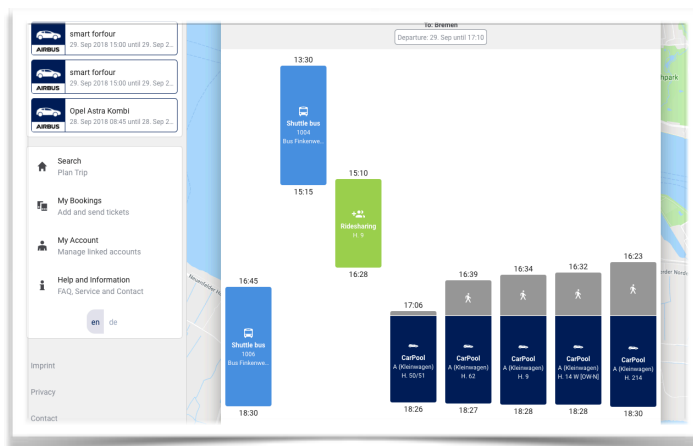 smart forfour
29. Sep 2018 15:00 until 29. Sep 2...
AIRBUS
smart forfour
29. Sep 2018 15:00 until 29. Sep 2...
AIRBUS
Opel Astra Kombi
28. Sep 2018 08:45 until 28. Sep 2...
AIRBUS
Search
Plan Trip
My Bookings
Add and send tickets
My Account
Manage linked accounts
Help and Information
FAQ, Service and Contact
en de
Imprint
Privacy
Contact
To: Bremen
Departure: 29. Sep until 17:10
16:45
Shuttle bus
1006
Bus Finkenwe...
18:30
13:30
Shuttle bus
1004
Bus Finkenwe...
15:15
15:10
Ridesharing
H. 9
16:28
17:06
CarPool
A (Kleinwagen)
H. 50/51
18:26
16:39
CarPool
A (Kleinwagen)
H. 62
18:27
16:34
CarPool
A (Kleinwagen)
H. 9
18:28
16:32
CarPool
A (Kleinwagen)
H. 14 W [OW-N]
18:28
16:23
CarPool
A (Kleinwagen)
H. 214
18:30
hpark